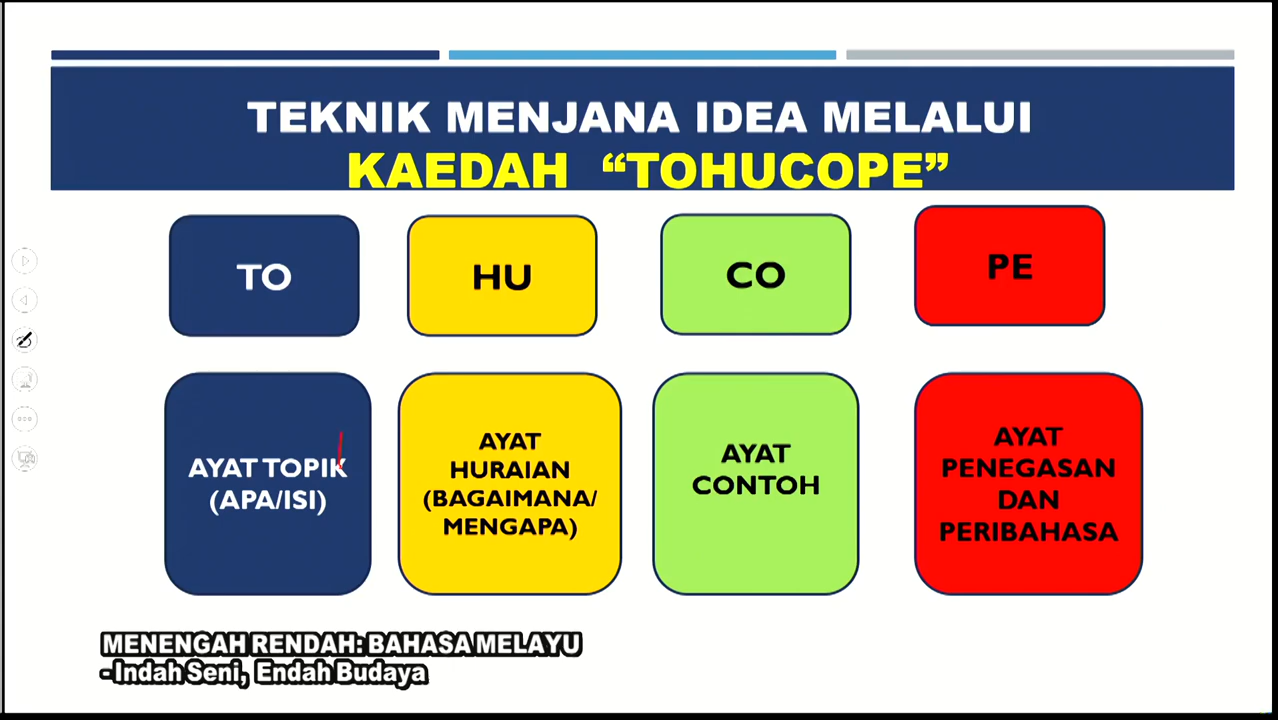 TEKNIK MENJANA IDEA MELALUI
KAEDAH “TOHUCOPE”
TO
HU
CO
PE
AYAT TOPIK
(APA/ISI)
AYAT
HURAIAN
(BAGAIMANA/
MENGAPA)
AYAT
CONTOH
AYAT
PENEGASAN
DAN
PERIBAHASA
MENENGAH RENDAH: BAHASA MELAYU
-Indah Seni, Endah Budaya